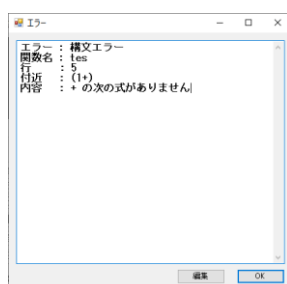 エラー
エラー : 構文エラー
関数名 : tes
行 : 5
付近 : (1+)
内容 : + の次の式がありません
編集
OK